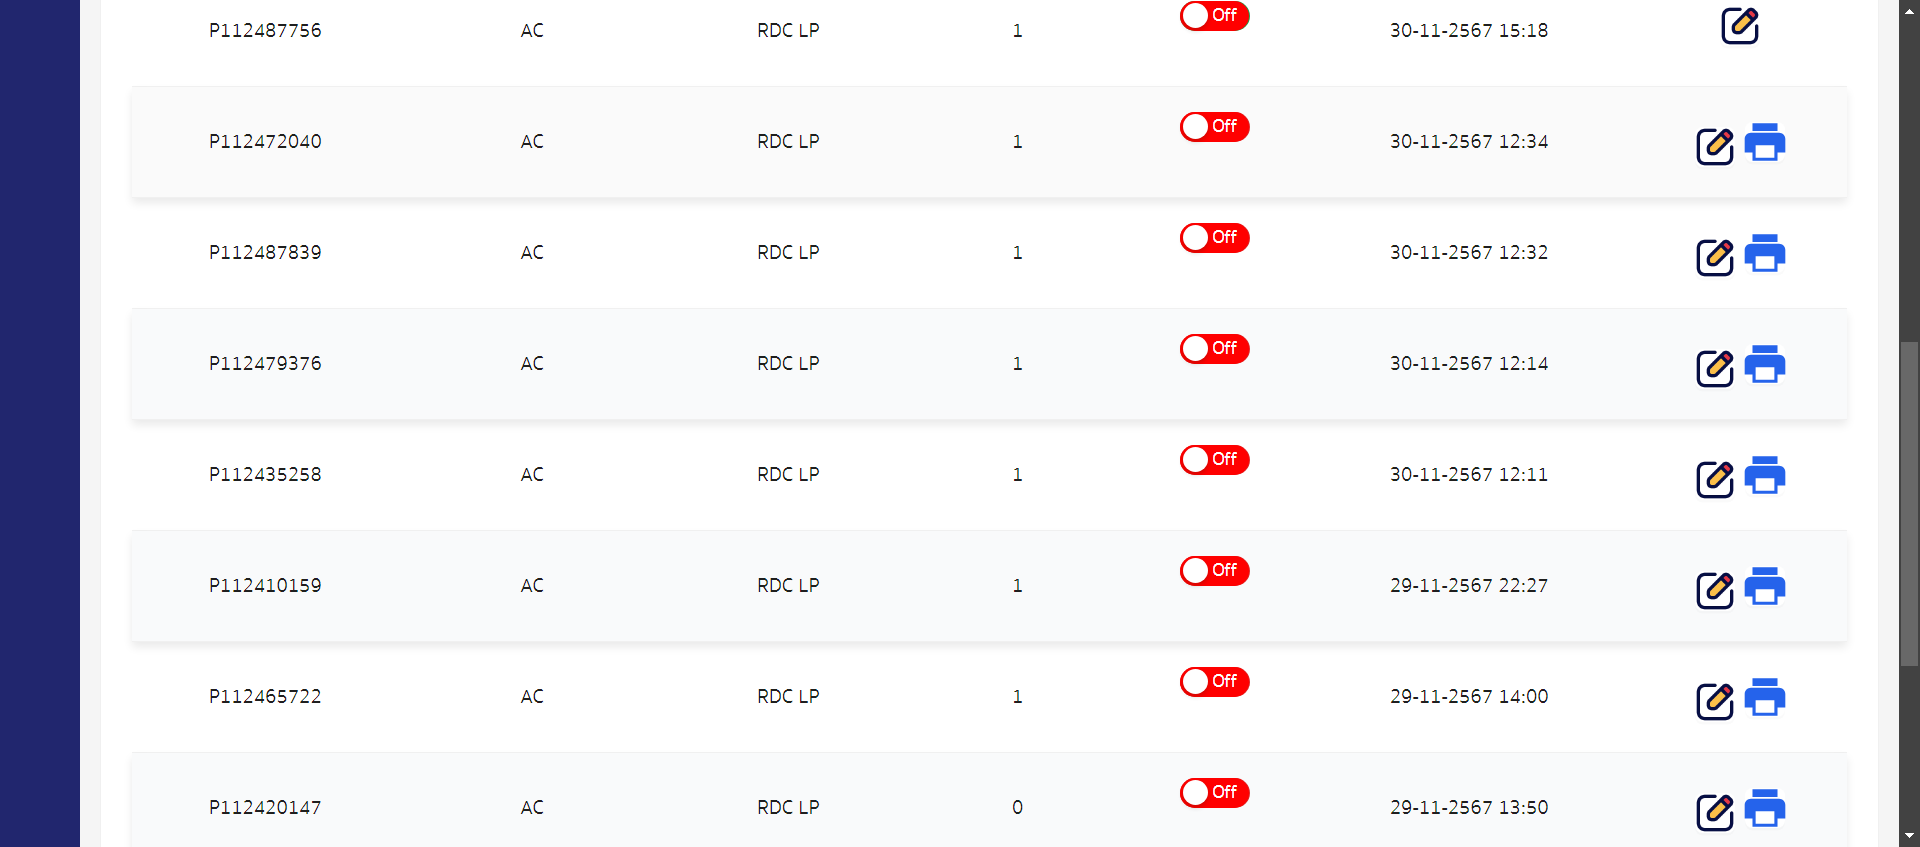 P112487756 AC RDC LP 1 Off 30-11-2567 15:18
P112472040 AC RDC LP 1 Off 30-11-2567 12:34
P112487839 AC RDC LP 1 Off 30-11-2567 12:32
P112479376 AC RDC LP 1 Off 30-11-2567 12:14
P112435258 AC RDC LP 1 Off 30-11-2567 12:11
P112410159 AC RDC LP 1 Off 29-11-2567 22:27
P112465722 AC RDC LP 1 Off 29-11-2567 14:00
P112420147 AC RDC LP 0 Off 29-11-2567 13:50